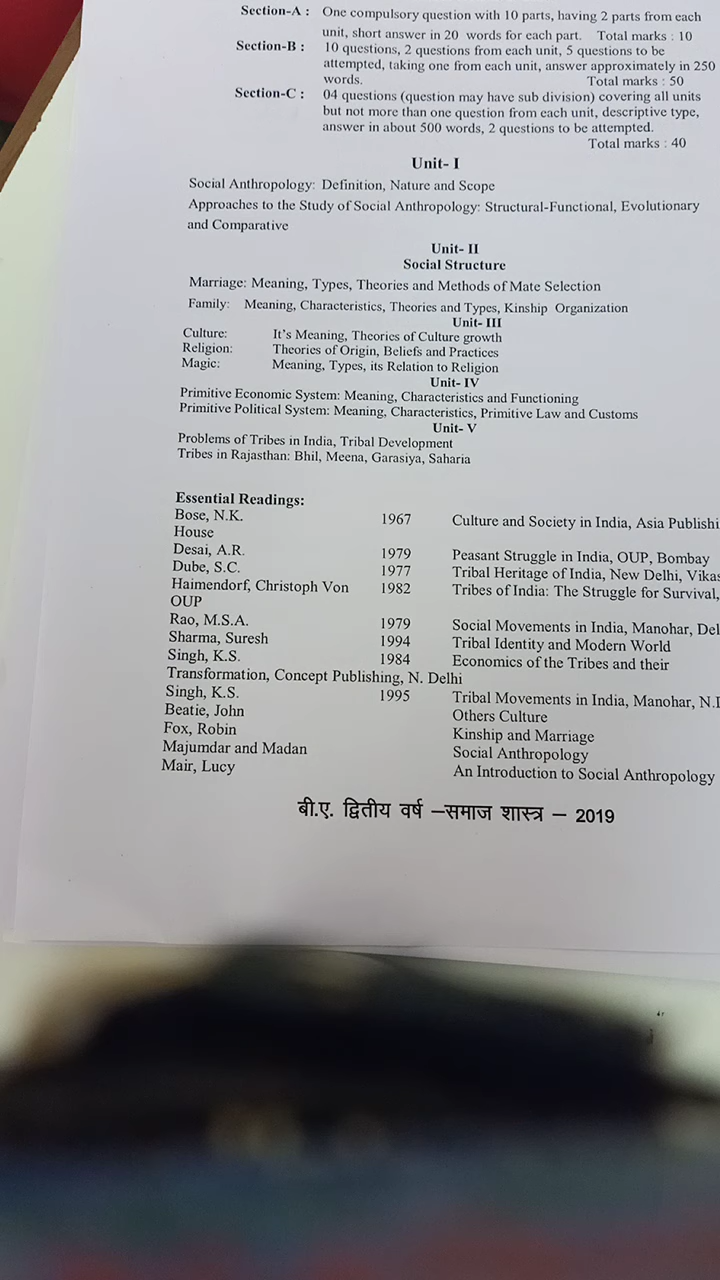 Section-A : One compulsory question with 10 parts, having 2 parts from each
unit, short answer in 20 words for each part. Total marks : 10
Section-B : 10 questions, 2 questions from each unit, 5 questions to be
attempted, taking one from each unit, answer approximately in 250
words. Total marks : 50
Section-C : 04 questions (question may have sub division) covering all units
but not more than one question from each unit, descriptive type,
answer in about 500 words, 2 questions to be attempted.
Total marks : 40
Unit- I
Social Anthropology: Definition, Nature and Scope
Approaches to the Study of Social Anthropology: Structural-Functional, Evolutionary
and Comparative
Unit- II
Social Structure
Marriage: Meaning, Types, Theories and Methods of Mate Selection
Family: Meaning, Characteristics, Theories and Types, Kinship Organization
Unit- III
Culture: It's Meaning, Theories of Culture growth
Religion: Theories of Origin, Beliefs and Practices
Magic: Meaning, Types, its Relation to Religion
Unit- IV
Primitive Economic System: Meaning, Characteristics and Functioning
Primitive Political System: Meaning, Characteristics, Primitive Law and Customs
Unit- V
Problems of Tribes in India, Tribal Development
Tribes in Rajasthan: Bhil, Meena, Garasiya, Saharia
Essential Readings:
Bose, N.K. 1967 Culture and Society in India, Asia Publishi
House
Desai, A.R. 1979 Peasant Struggle in India, OUP, Bombay
Dube, S.C. 1977 Tribal Heritage of India, New Delhi, Vikas
Haimendorf, Christoph Von 1982 Tribes of India: The Struggle for Survival,
OUP
Rao, M.S.A. 1979 Social Movements in India, Manohar, Del
Sharma, Suresh 1994 Tribal Identity and Modern World
Singh, K.S. 1984 Economics of the Tribes and their
Transformation, Concept Publishing, N. Delhi
Singh, K.S. 1995 Tribal Movements in India, Manohar, N.D
Beatie, John Others Culture
Fox, Robin Kinship and Marriage
Majumdar and Madan Social Anthropology
Mair, Lucy An Introduction to Social Anthropology
बी.ए. द्वितीय वर्ष –समाज शास्त्र – 2019